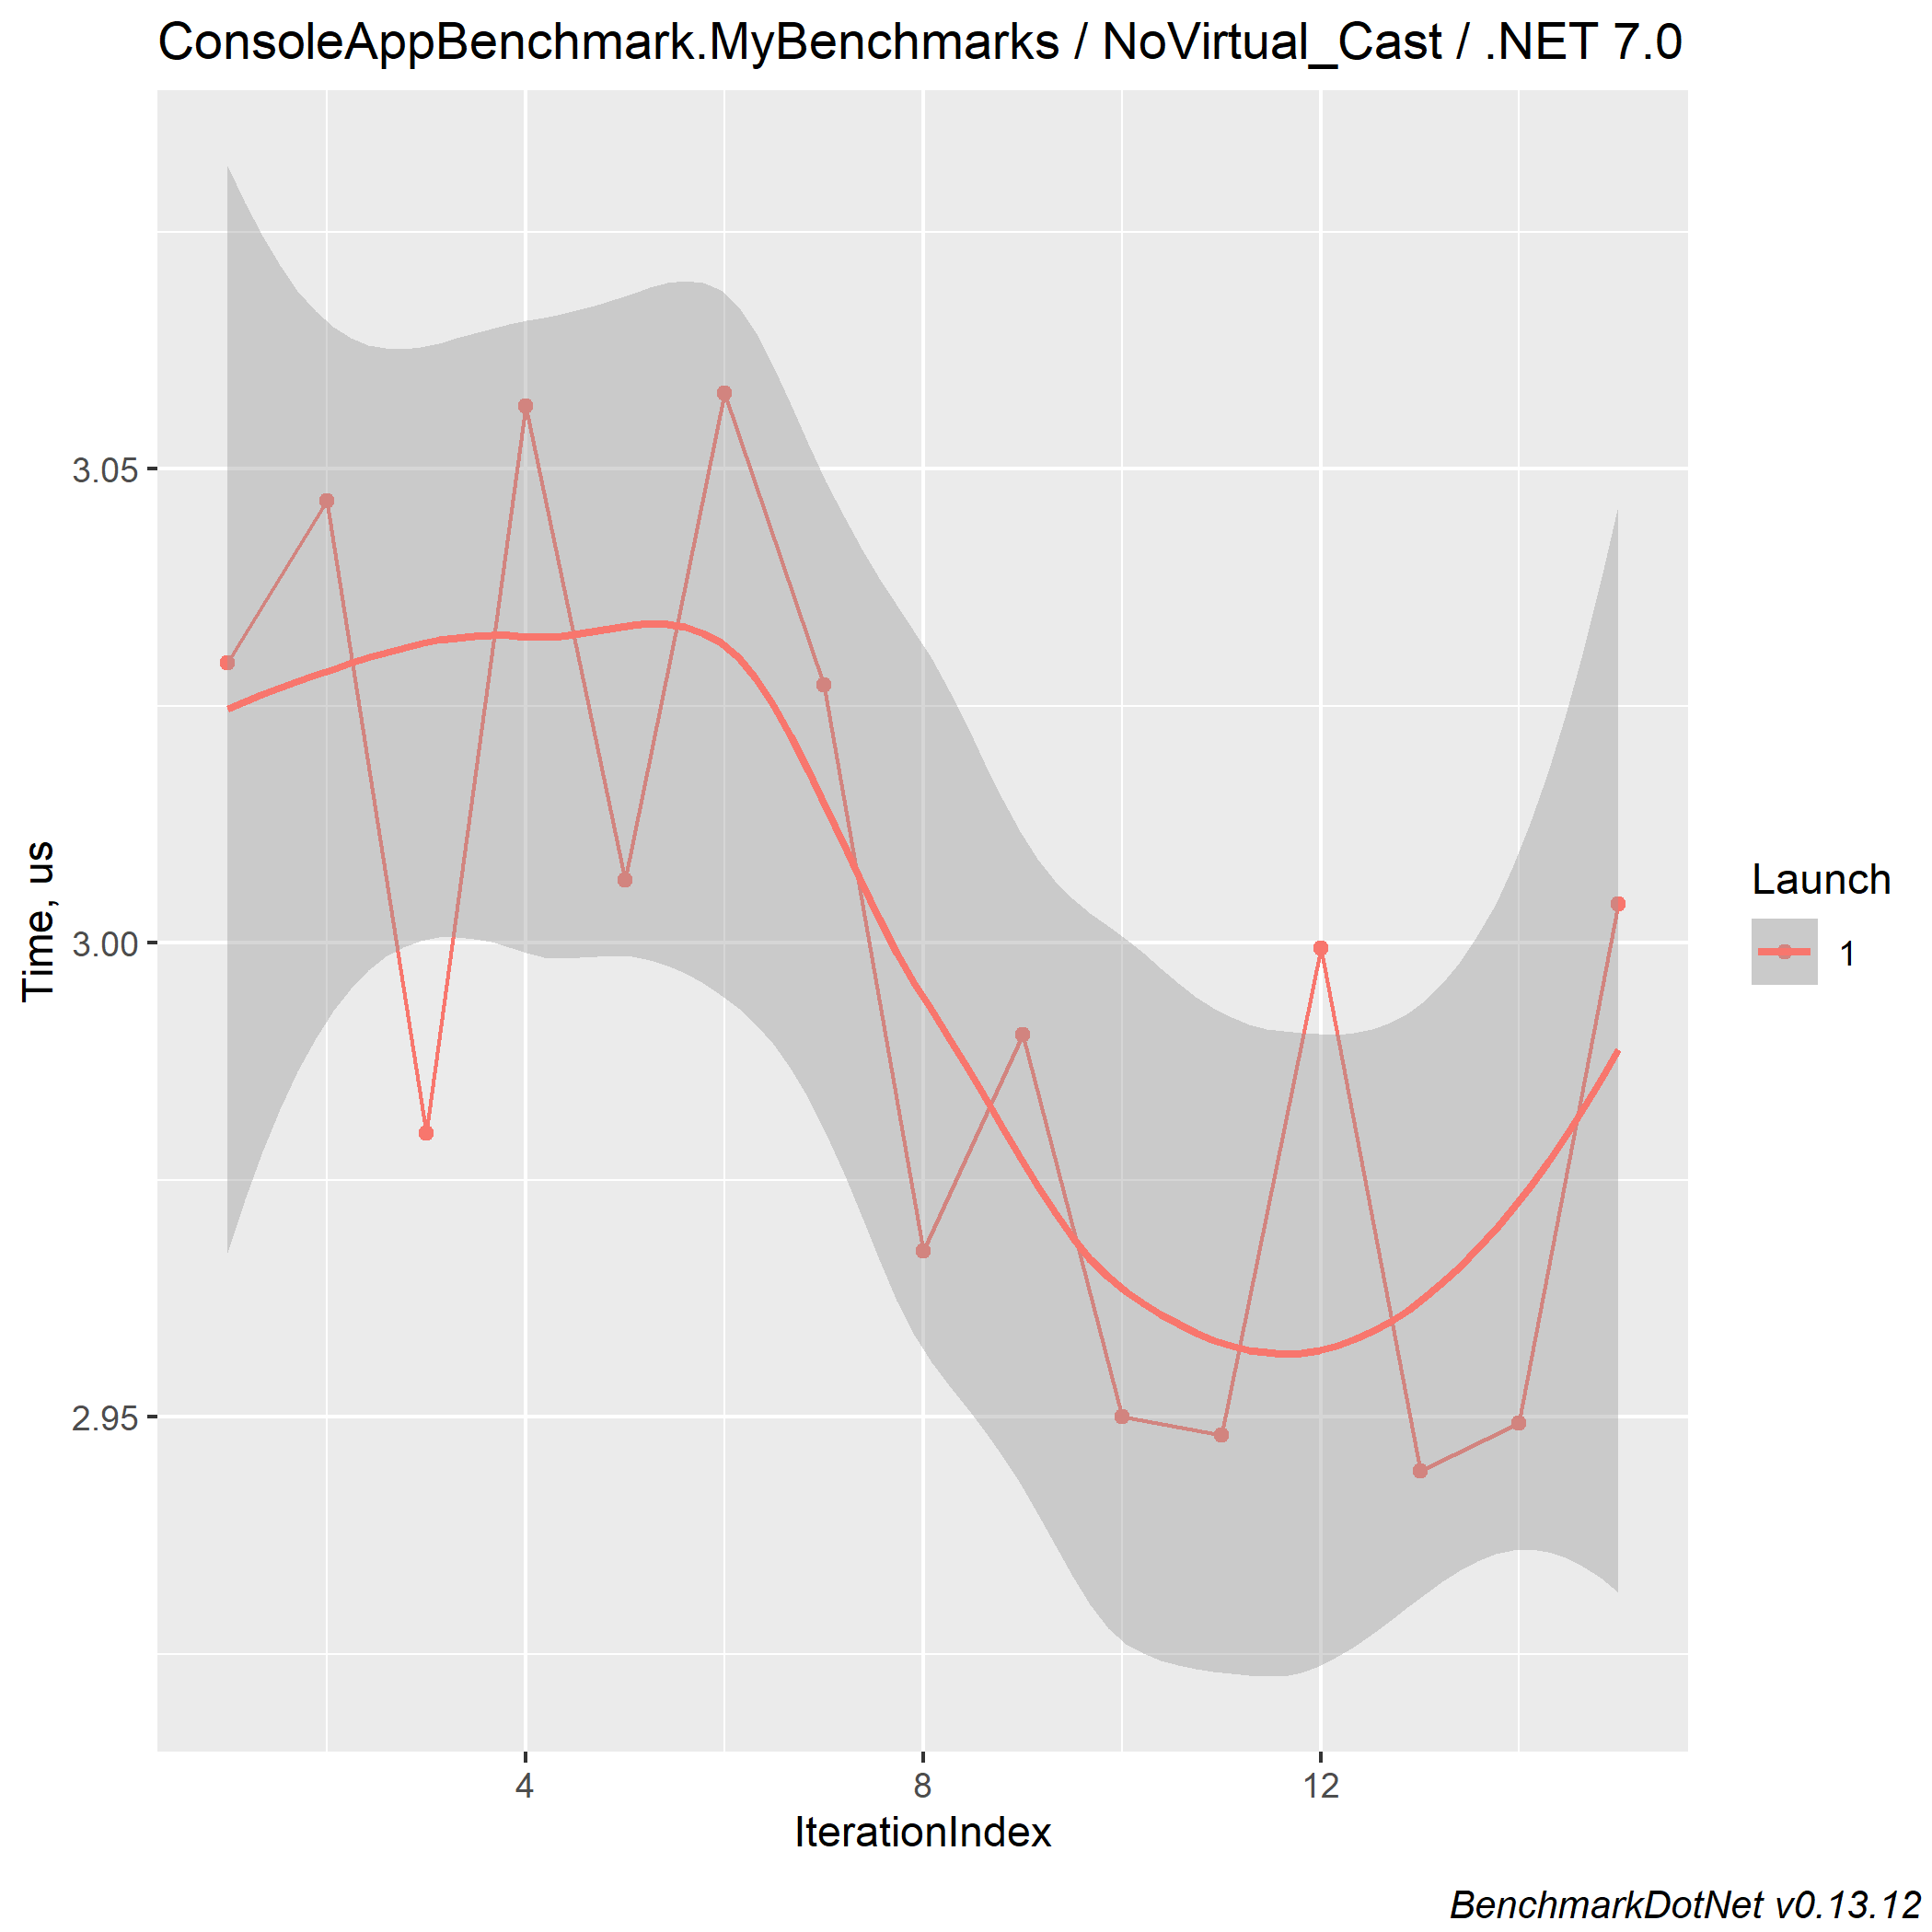 ConsoleAppBenchmark.MyBenchmarks / NoVirtual_Cast / .NET 7.0
Time, us
3.05
3.00
2.95
4
8
12
IterationIndex
Launch
1
BenchmarkDotNet v0.13.12